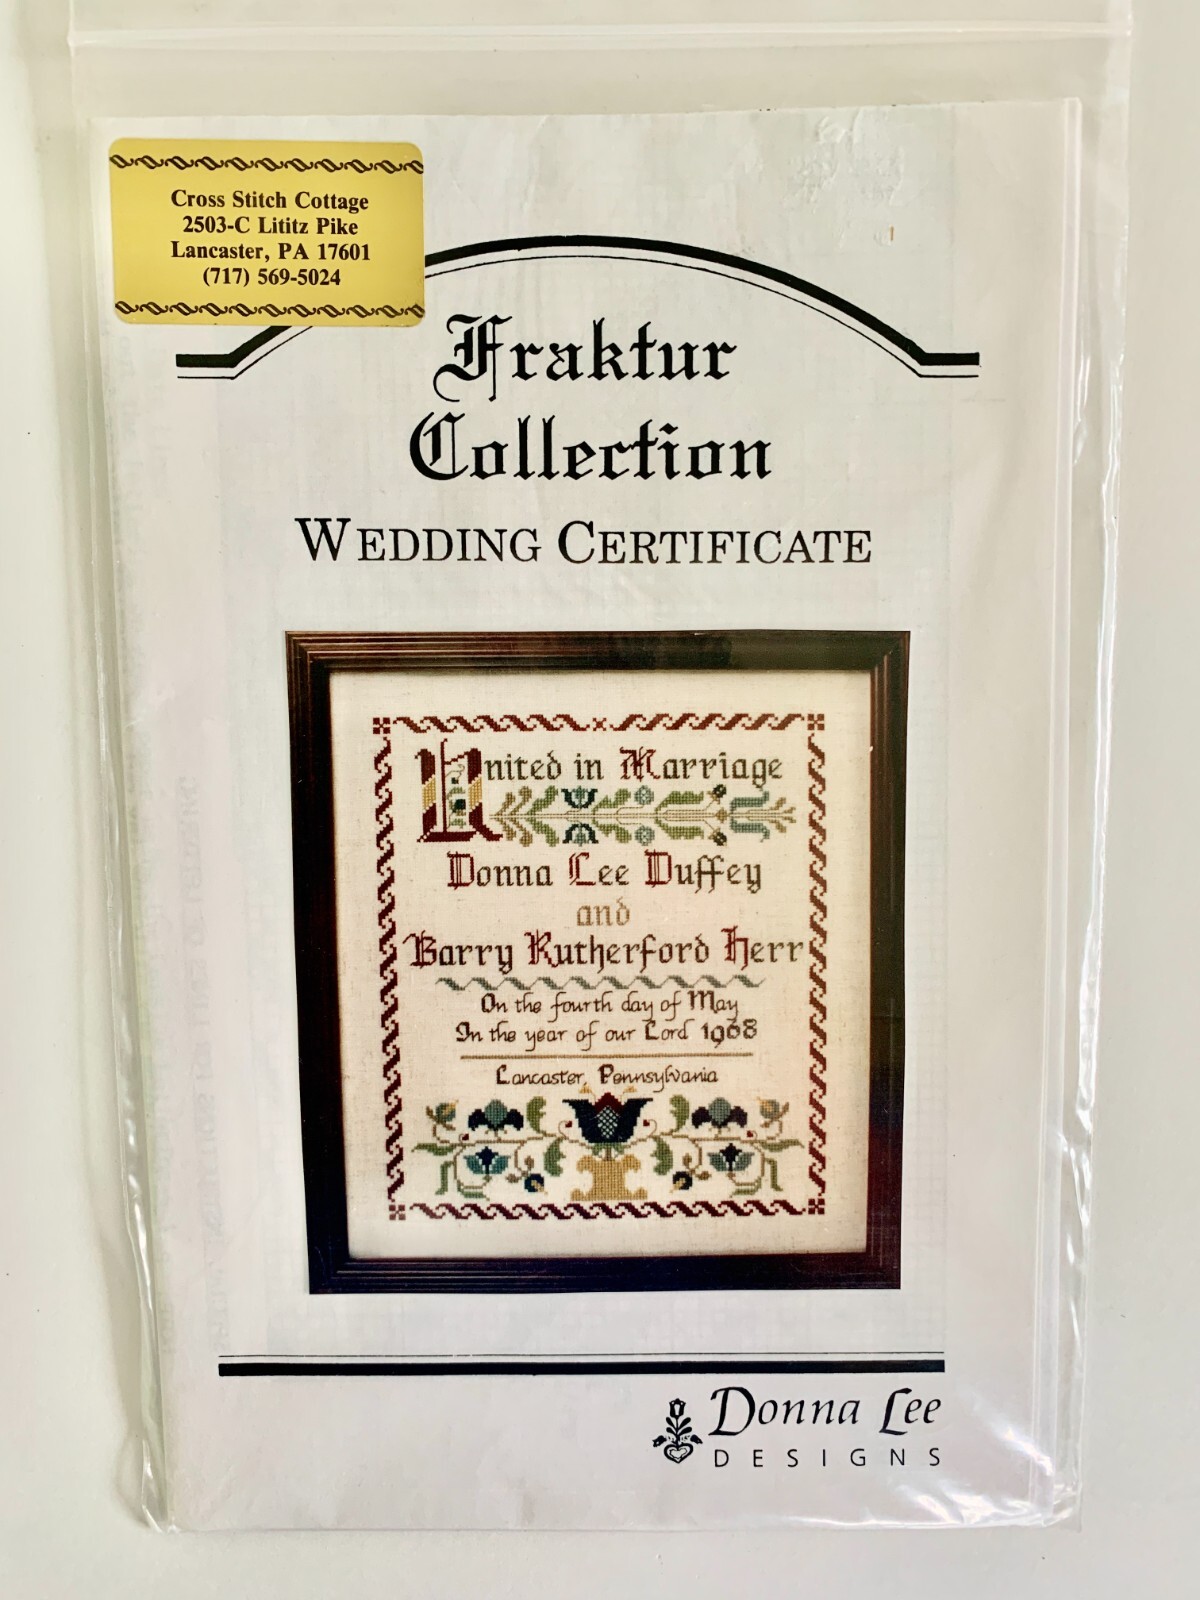 Cross Stitch Cottage
2503-C Lititz Pike
Lancaster, PA 17601
(717) 569-5024
Fraktur
Collection
WEDDING CERTIFICATE
United in Marriage
Donna Lee Duffey
and
Barry Rutherford Herr
On the fourth day of May
In the year of our Lord 1968
Lancaster, Pennsylvania
Donna Lee
DESIGNS